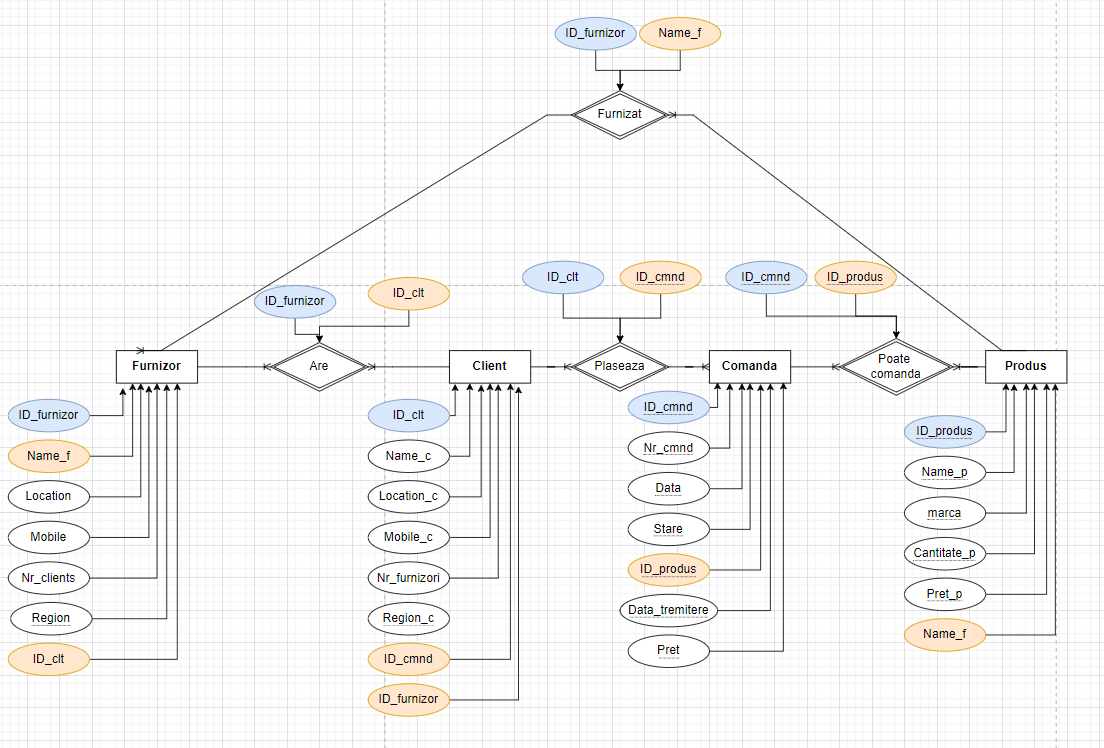 ID_furnizor
Name_f
Furnizat
ID_furnizor
ID_clt
ID_clt
ID_cmnd
ID_cmnd
ID_produs
Furnizor
Are
Client
Plaseaza
Comanda
Poate
comanda
Produs
ID_furnizor
Name_f
Location
Mobile
Nr_clients
Region
ID_clt
ID_clt
Name_c
Location_c
Mobile_c
Nr_furnizori
Region_c
ID_cmnd
ID_furnizor
ID_cmnd
Nr_cmnd
Data
Stare
ID_produs
Data_tremitere
Pret
ID_produs
Name_p
marca
Cantitate_p
Pret_p
Name_f